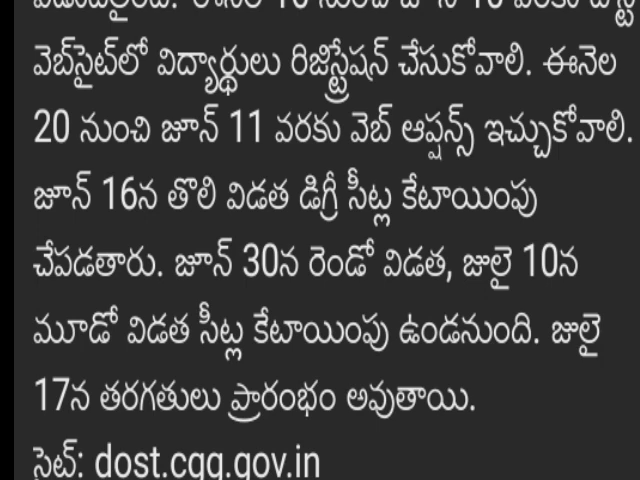 వెబ్‌సైట్‌లో విద్యార్థులు రిజిస్ట్రేషన్ చేసుకోవాలి. ఈనెల
20 నుంచి జూన్ 11 వరకు వెబ్ ఆప్షన్స్ ఇచ్చుకోవాలి.
జూన్ 16న తొలి విడత డిగ్రీ సీట్ల కేటాయింపు
చేపడతారు. జూన్ 30న రెండో విడత, జులై 10న
మూడో విడత సీట్ల కేటాయింపు ఉండనుంది. జులై
17న తరగతులు ప్రారంభం అవుతాయి.
సైట్: dost.cgg.gov.in